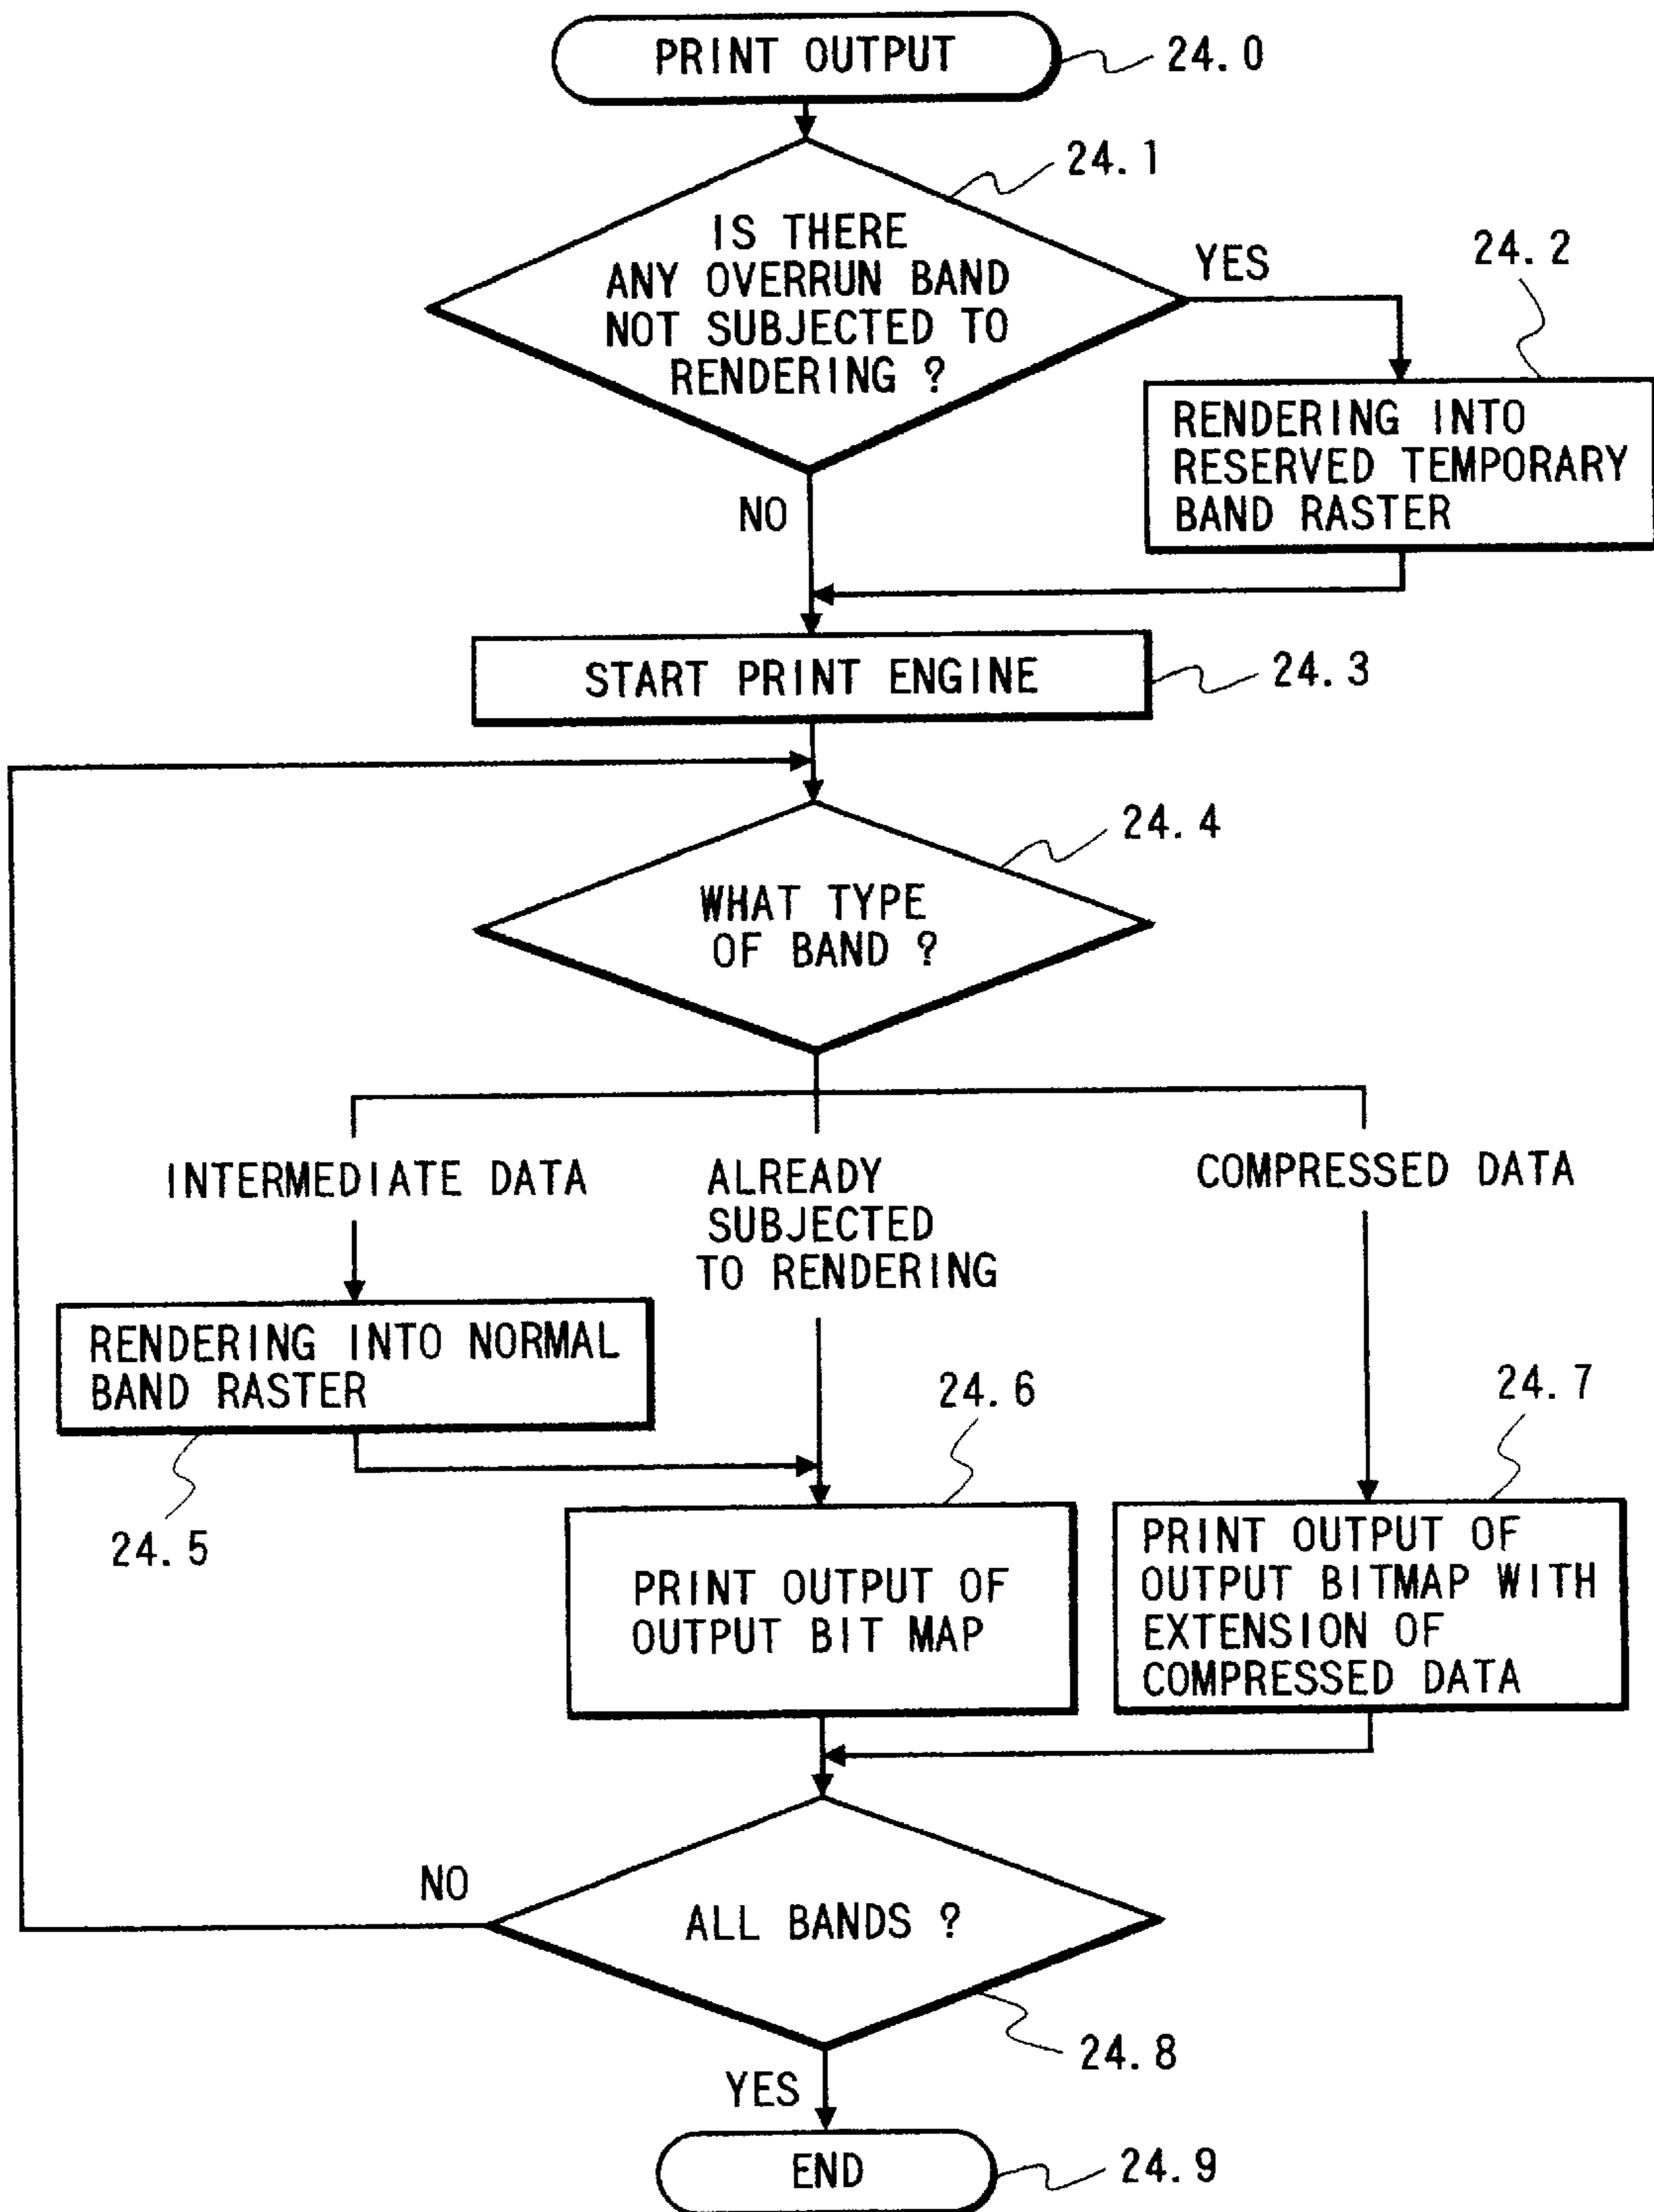 PRINT OUTPUT
24.0
24.1
IS THERE
ANY OVERRUN BAND
NOT SUBJECTED TO
RENDERING ?
YES
24.2
RENDERING INTO
RESERVED TEMPORARY
BAND RASTER
NO
START PRINT ENGINE
24.3
24.4
WHAT TYPE
OF BAND ?
INTERMEDIATE DATA
ALREADY
SUBJECTED
TO RENDERING
COMPRESSED DATA
RENDERING INTO NORMAL
BAND RASTER
24.5
24.6
24.7
PRINT OUTPUT OF
OUTPUT BIT MAP
PRINT OUTPUT OF
OUTPUT BITMAP WITH
EXTENSION OF
COMPRESSED DATA
NO
ALL BANDS ?
24.8
YES
END
24.9